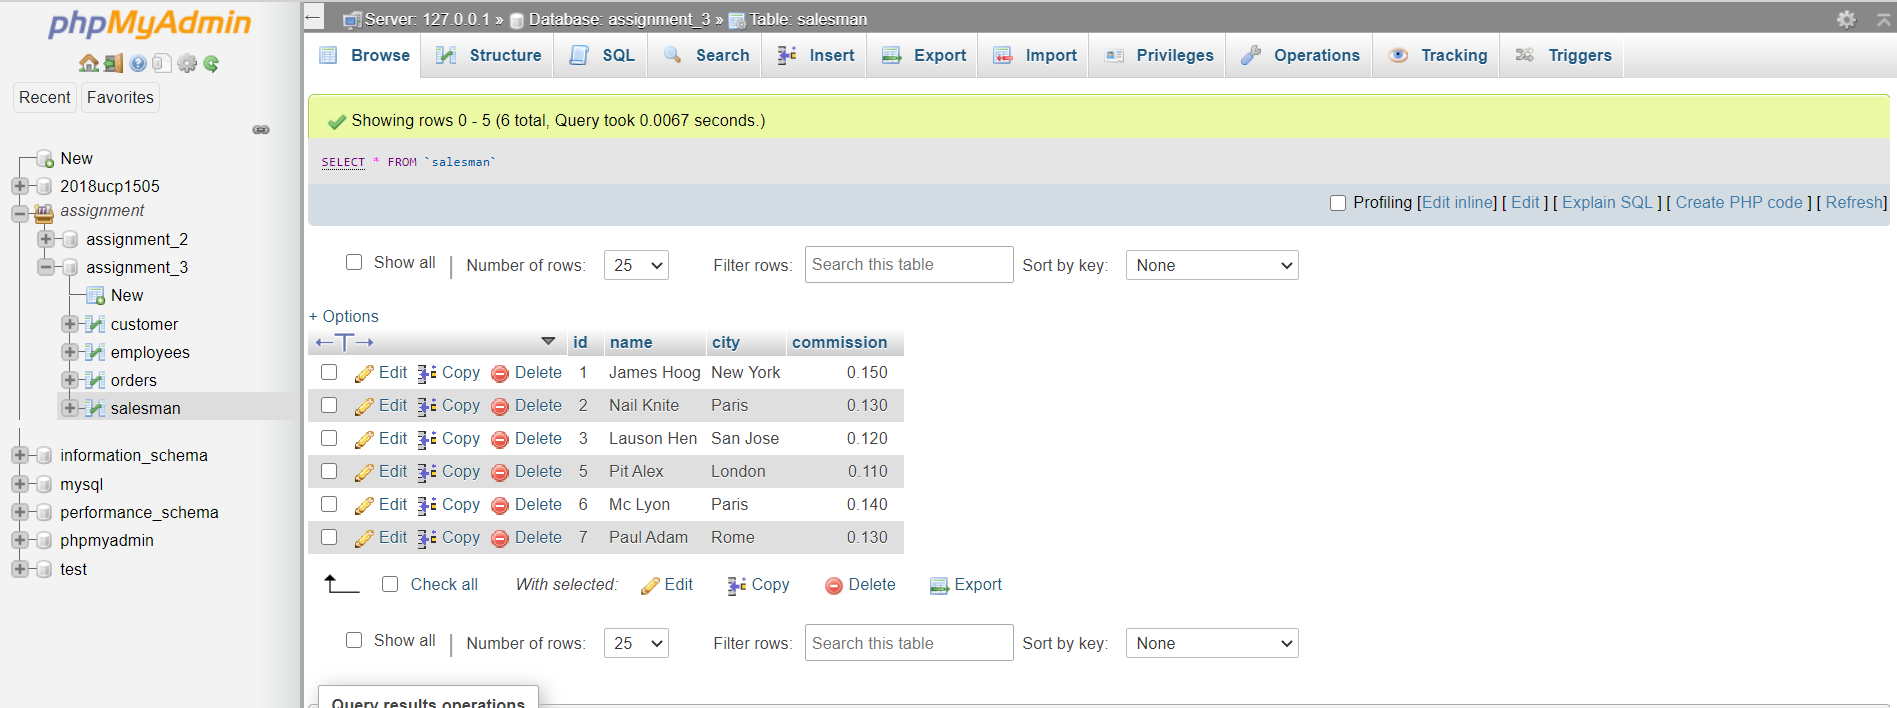 phpMyAdmin
Recent Favorites
New
2018ucp1505
assignment
assignment_2
assignment_3
New
customer
employees
orders
salesman
information_schema
mysql
performance_schema
phpmyadmin
test
Server: 127.0.0.1 » Database: assignment_3 » Table: salesman
Browse Structure SQL Search Insert Export Import Privileges Operations Tracking Triggers
Showing rows 0 - 5 (6 total, Query took 0.0067 seconds.)
SELECT * FROM `salesman`
Profiling [Edit inline] [ Edit ] [ Explain SQL ] [ Create PHP code ] [ Refresh]
Show all | Number of rows: 25 Filter rows: Search this table Sort by key: None
+ Options
←T→ id name city commission
Edit Copy Delete 1 James Hoog New York 0.150
Edit Copy Delete 2 Nail Knite Paris 0.130
Edit Copy Delete 3 Lauson Hen San Jose 0.120
Edit Copy Delete 5 Pit Alex London 0.110
Edit Copy Delete 6 Mc Lyon Paris 0.140
Edit Copy Delete 7 Paul Adam Rome 0.130
Check all With selected: Edit Copy Delete Export
Show all | Number of rows: 25 Filter rows: Search this table Sort by key: None
Query results operations